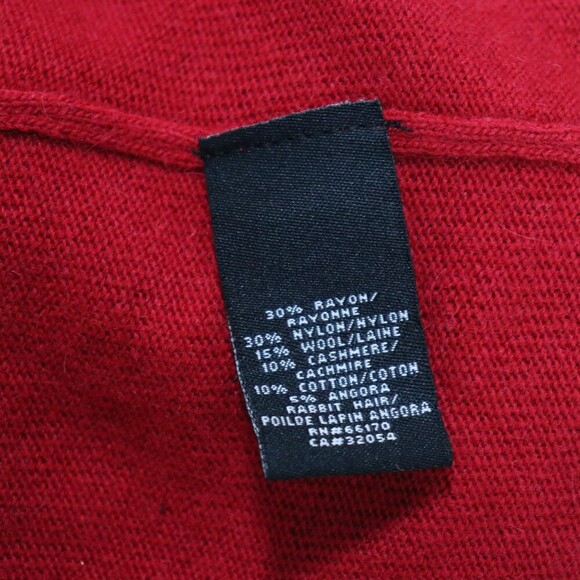 30% RAYON/
RAYONNE
30% NYLON/NYLON
15% WOOL/LAINE
10% CASHMERE/
CACHMIRE
10% COTTON/COTON
5% ANGORA
RABBIT HAIR/
POILDE LAPIN ANGORA
RN#66170
CA#32054